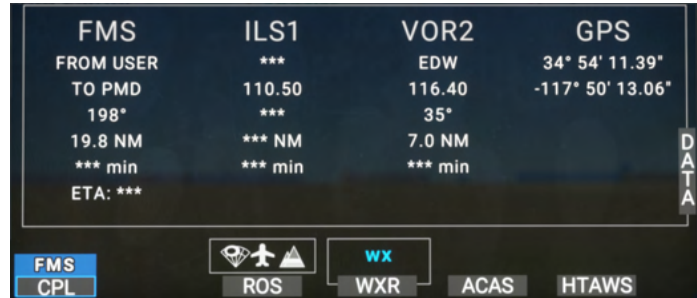 FMS ILS1 VOR2 GPS
FROM USER *** EDW 34° 54' 11.39"
TO PMD 110.50 116.40 -117° 50' 13.06"
198° *** 35°
19.8 NM *** NM 7.0 NM
*** min *** min *** min
ETA: ***
DATA
FMS WX
CPL ROS WXR ACAS HTAWS